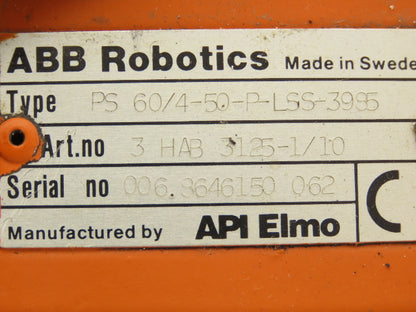 ABB Robotics Made in Swede
Type PS 60/4-50-P-LSS-3985
Art.no 3 HAB 3125-1/10
Serial no 006.8646150 062
Manufactured by API Elmo